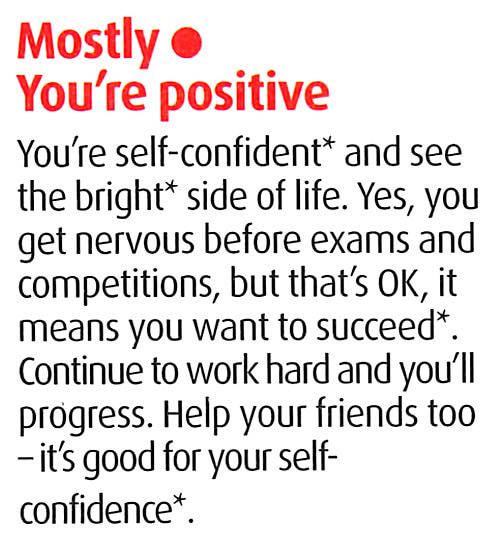 Mostly ●
You're positive
You're self-confident* and see
the bright* side of life. Yes, you
get nervous before exams and
competitions, but that's OK, it
means you want to succeed*.
Continue to work hard and you'll
progress. Help your friends too
– it's good for your self-
confidence*.